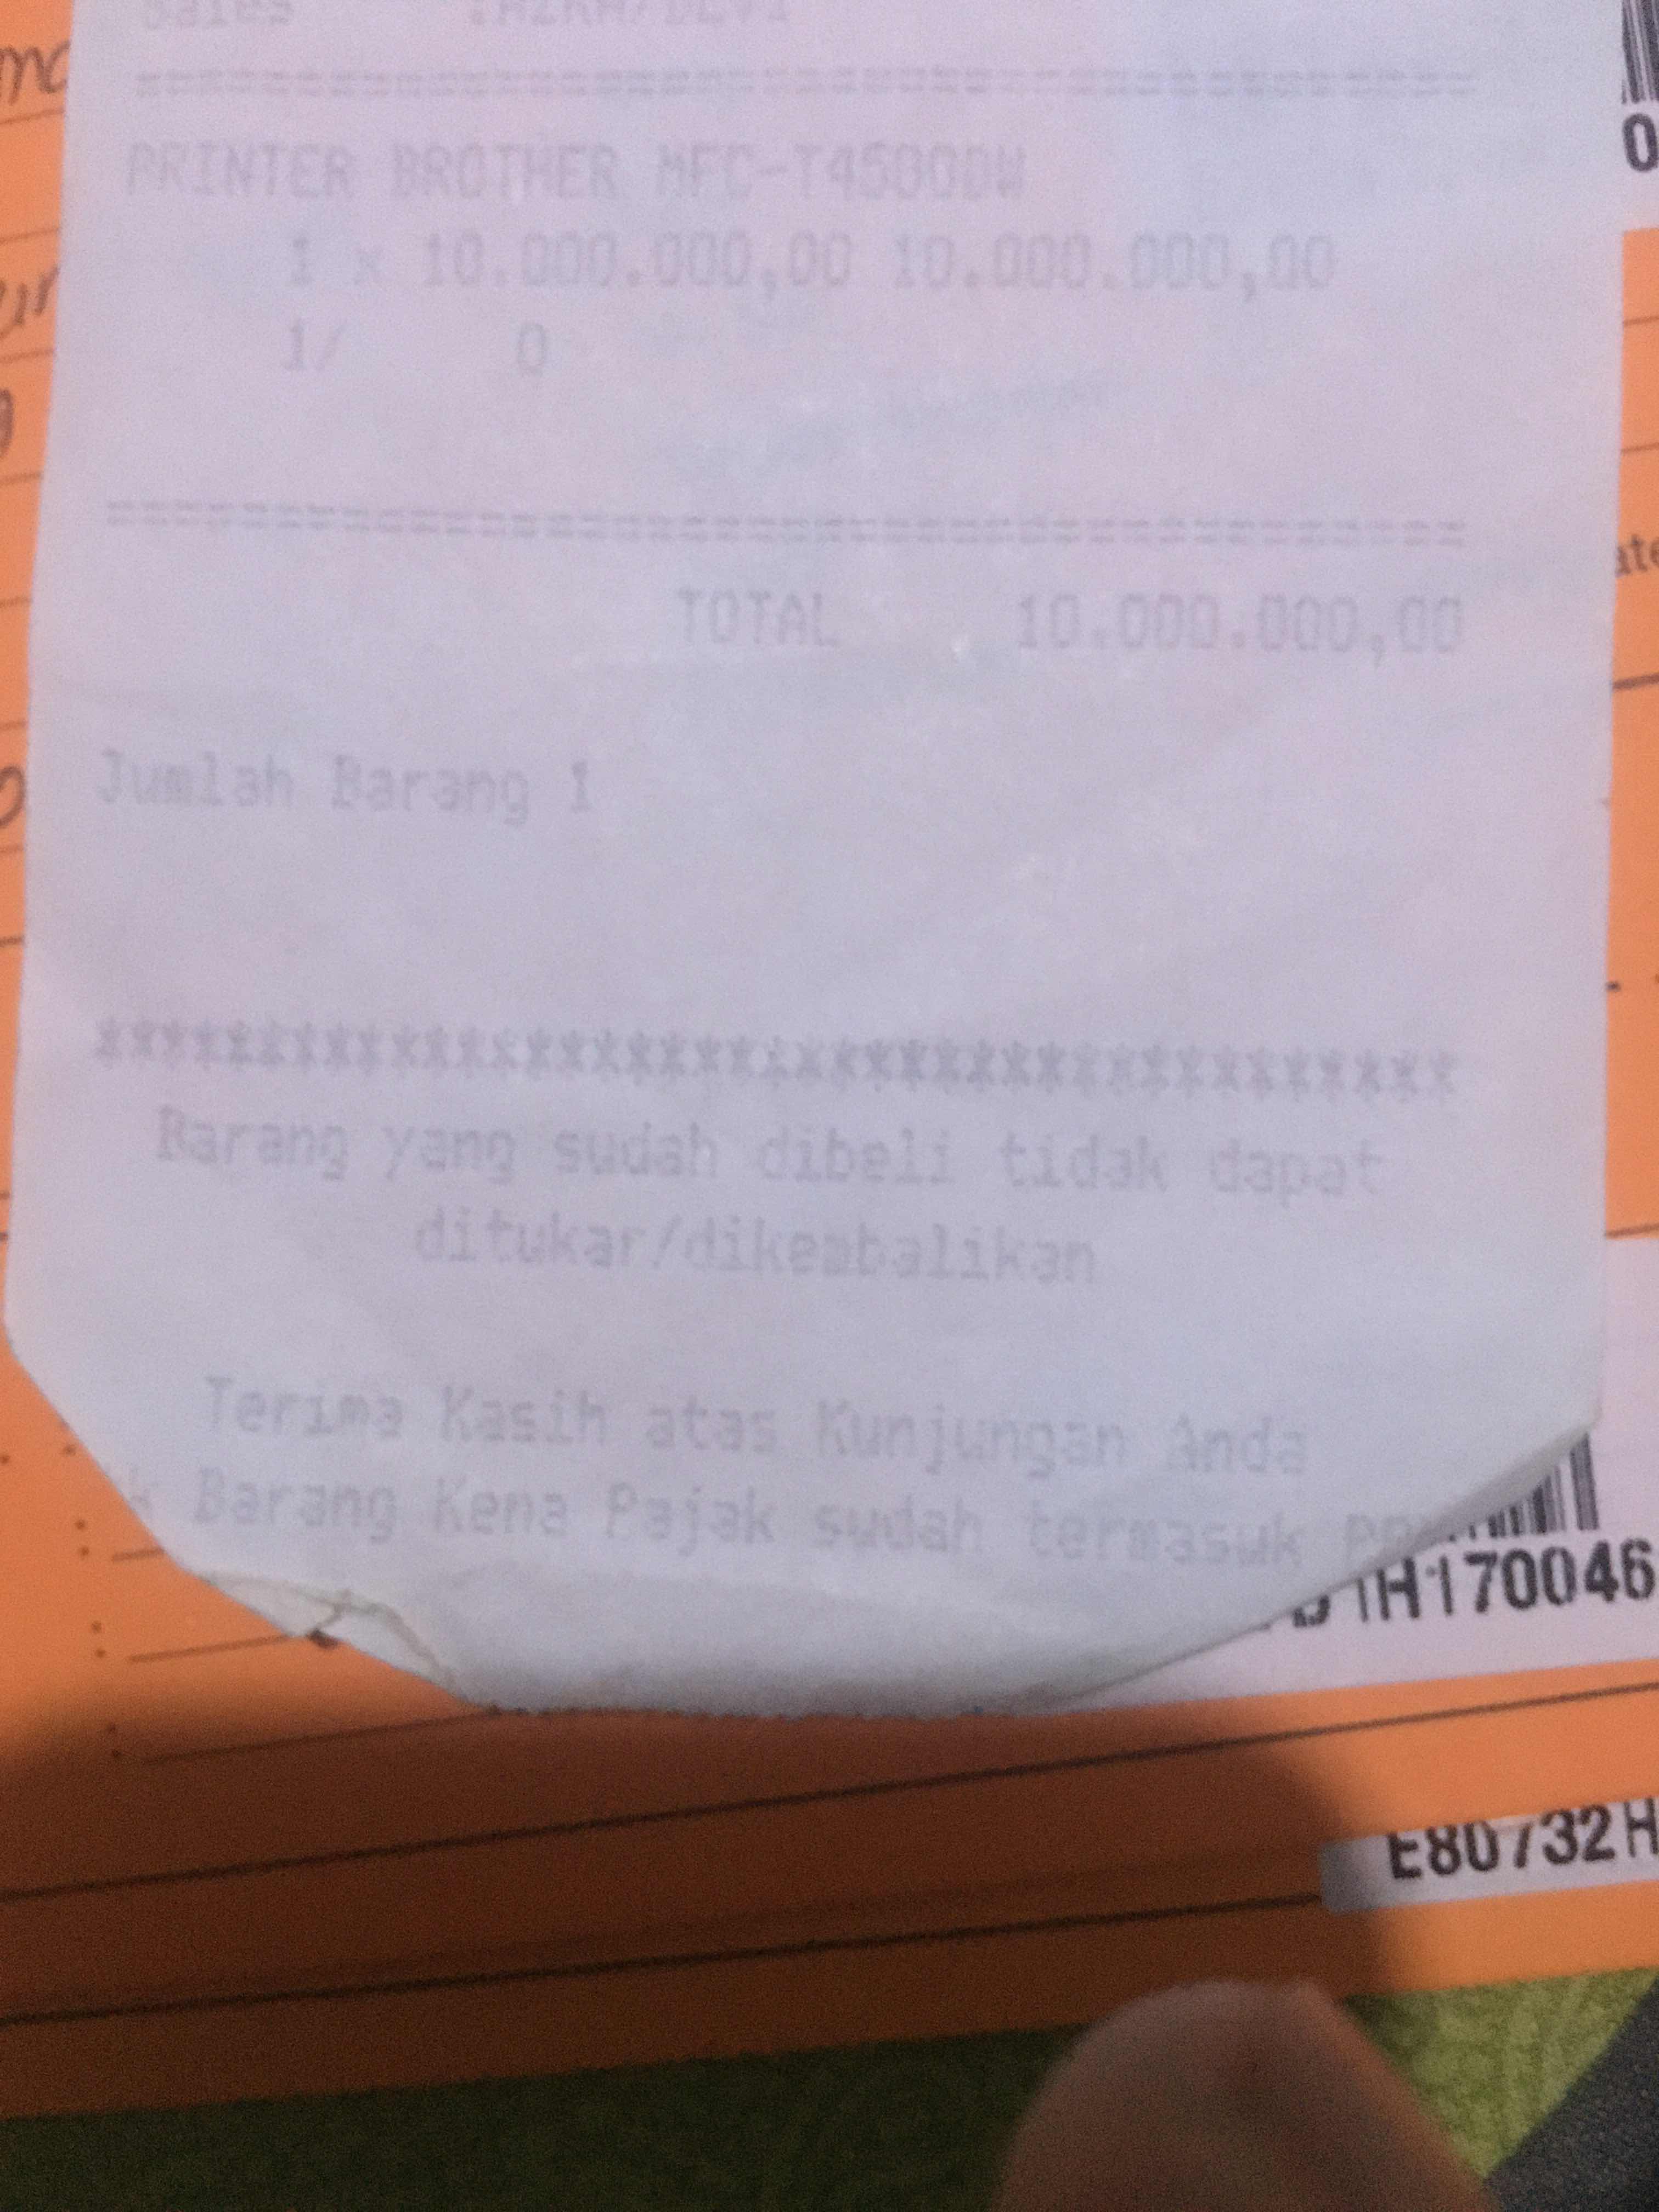 Sales
================================
PRINTER BROTHER MFC-T4500DW
1 x 10.000.000,00 10.000.000,00
1/ 0
================================
TOTAL 10.000.000,00
Jumlah Barang 1
****************************************
Barang yang sudah dibeli tidak dapat
ditukar/dikembalikan
Terima Kasih atas Kunjungan Anda
Barang Kena Pajak sudah termasuk
1H170046
E80732H